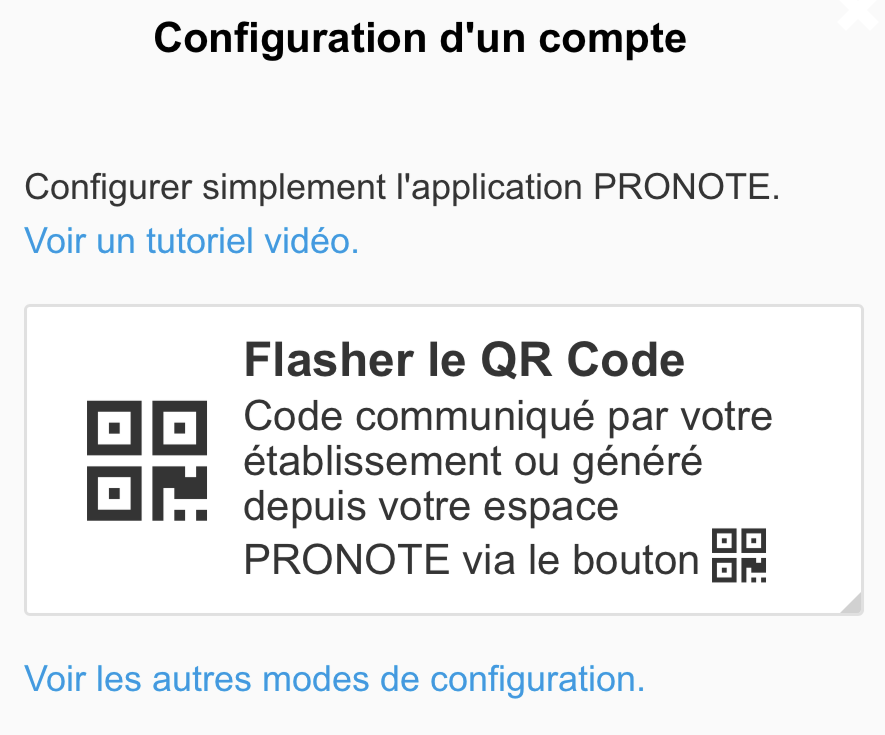 Configuration d'un compte
Configurer simplement l'application PRONOTE.
Voir un tutoriel vidéo.
Flasher le QR Code
Code communiqué par votre
établissement ou généré
depuis votre espace
PRONOTE via le bouton
Voir les autres modes de configuration.